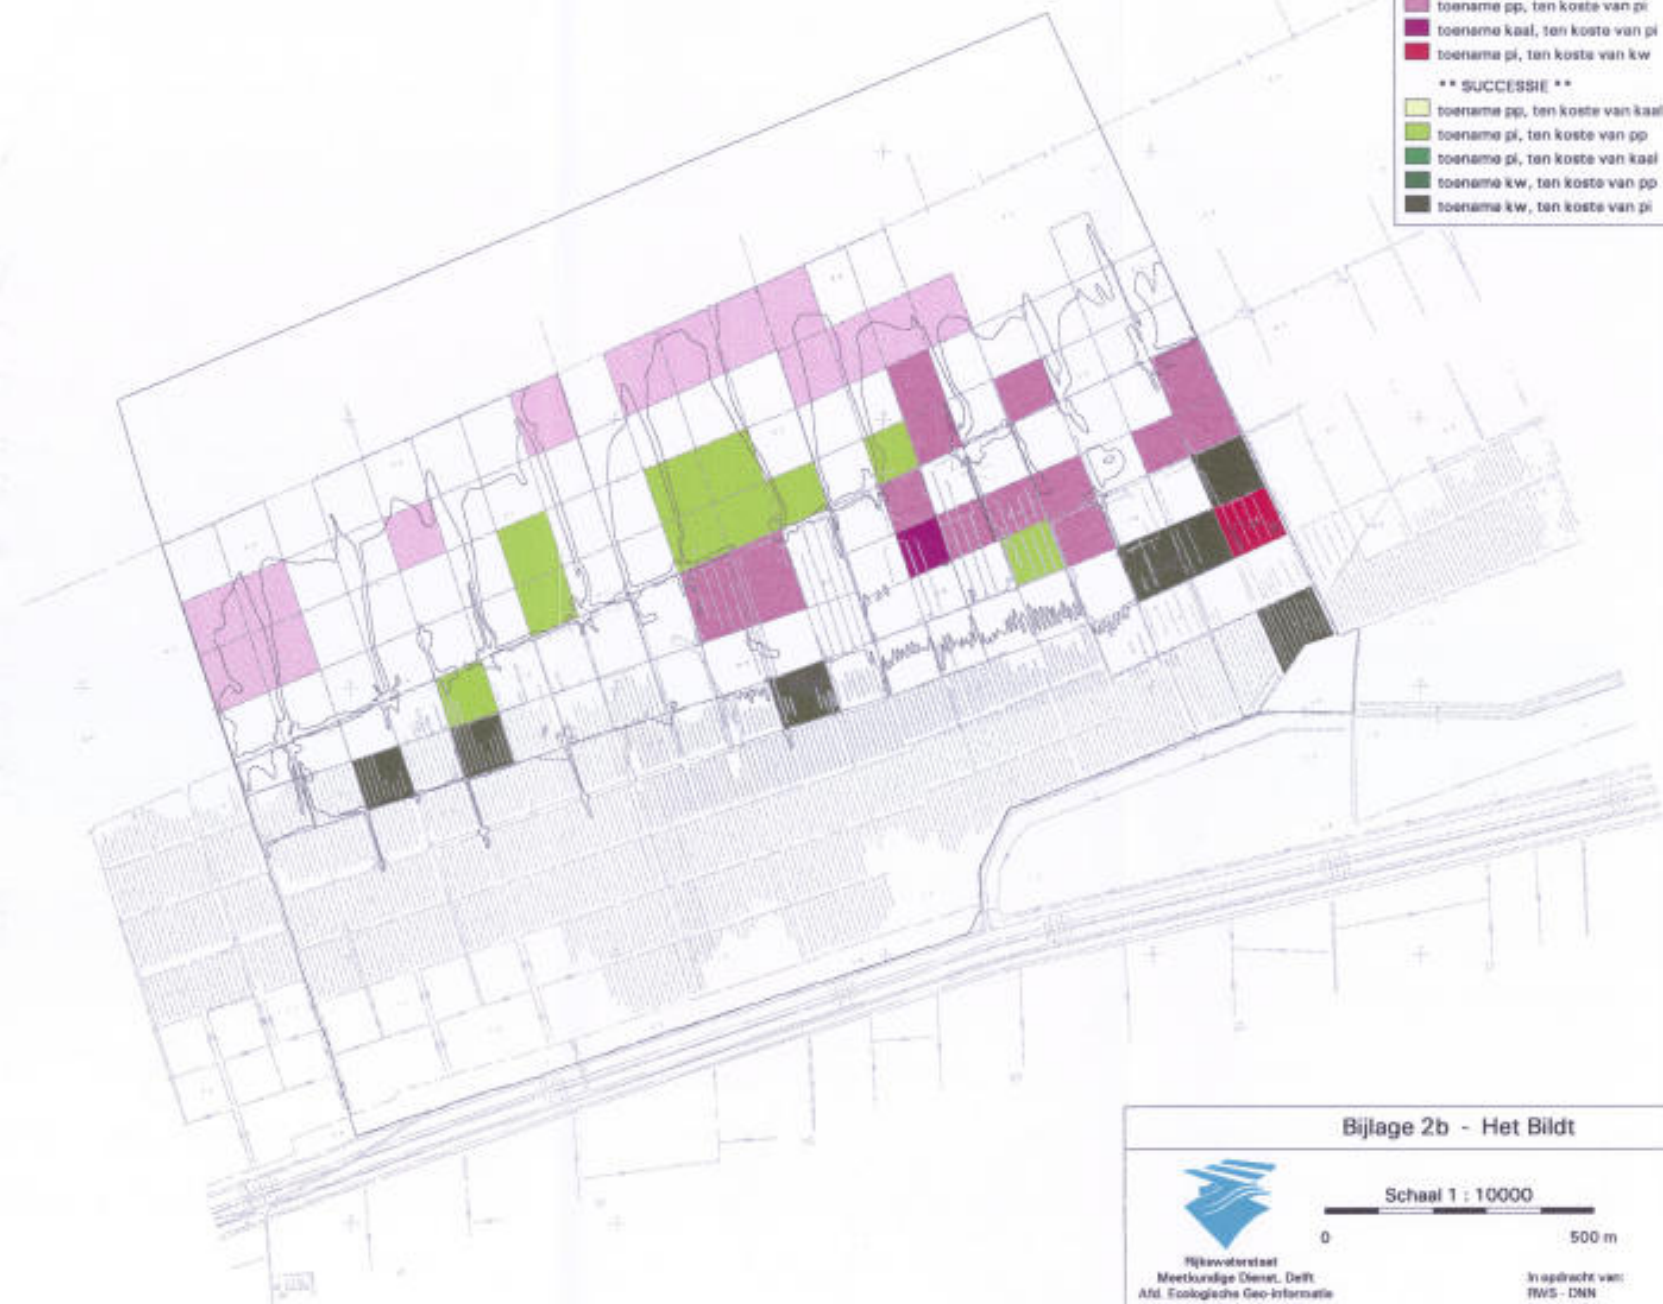 toename pp, ten koste van pi
toename kaal, ten koste van pi
toename pi, ten koste van kw
** SUCCESSIE **
toename pp, ten koste van kaal
toename pi, ten koste van pp
toename pi, ten koste van kaal
toename kw, ten koste van pp
toename kw, ten koste van pi
Bijlage 2b - Het Bildt
Schaal 1 : 10000
0
500 m
Rijkswaterstaat
Meetkundige Dienst, Delft
Afd. Ecologische Geo-informatie
In opdracht van:
RWS - DNN